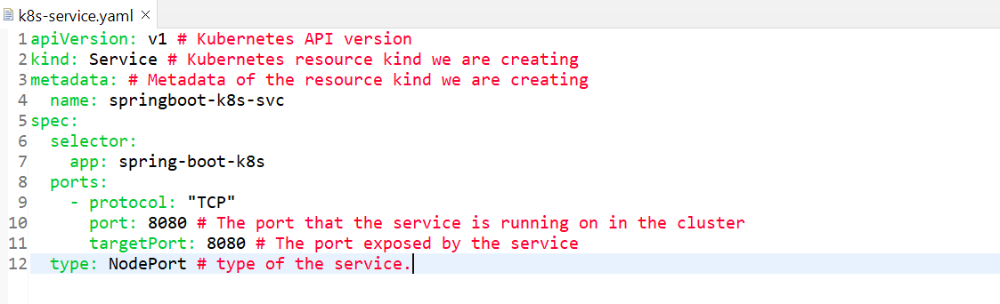 k8s-service.yaml
1 apiVersion: v1 # Kubernetes API version
2 kind: Service # Kubernetes resource kind we are creating
3 metadata: # Metadata of the resource kind we are creating
4   name: springboot-k8s-svc
5 spec:
6   selector:
7     app: spring-boot-k8s
8   ports:
9     - protocol: "TCP"
10       port: 8080 # The port that the service is running on in the cluster
11       targetPort: 8080 # The port exposed by the service
12   type: NodePort # type of the service.